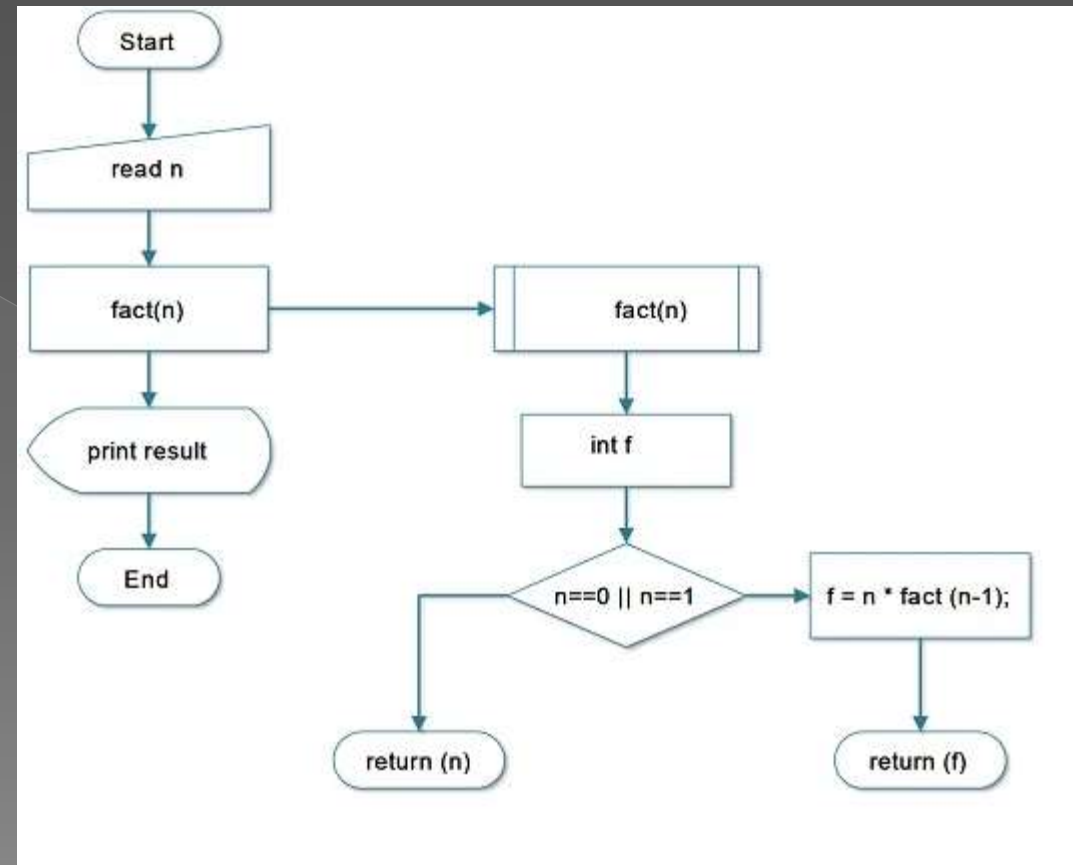 Start
read n
fact(n)
print result
End
fact(n)
int f
n==0 || n==1
f = n * fact (n-1);
return (n)
return (f)